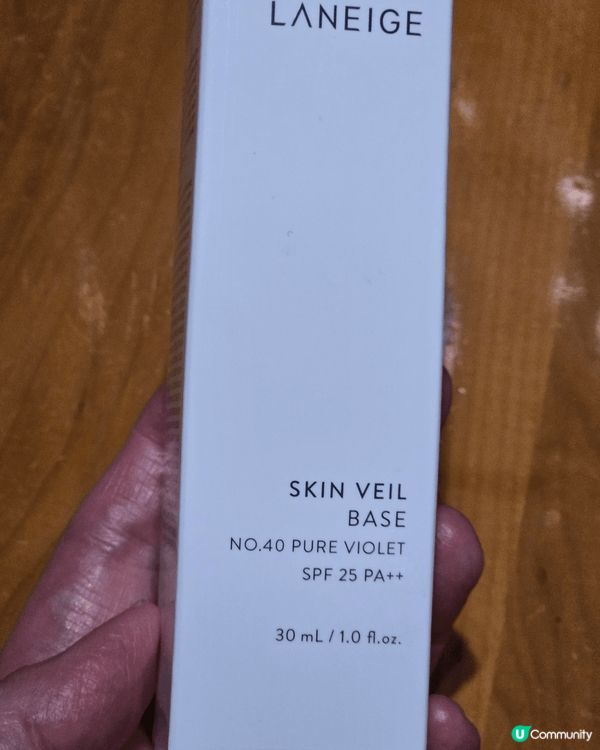 LANEIGE
SKIN VEIL
BASE
NO.40 PURE VIOLET
SPF 25 PA++
30 mL / 1.0 fl.oz.
U Community